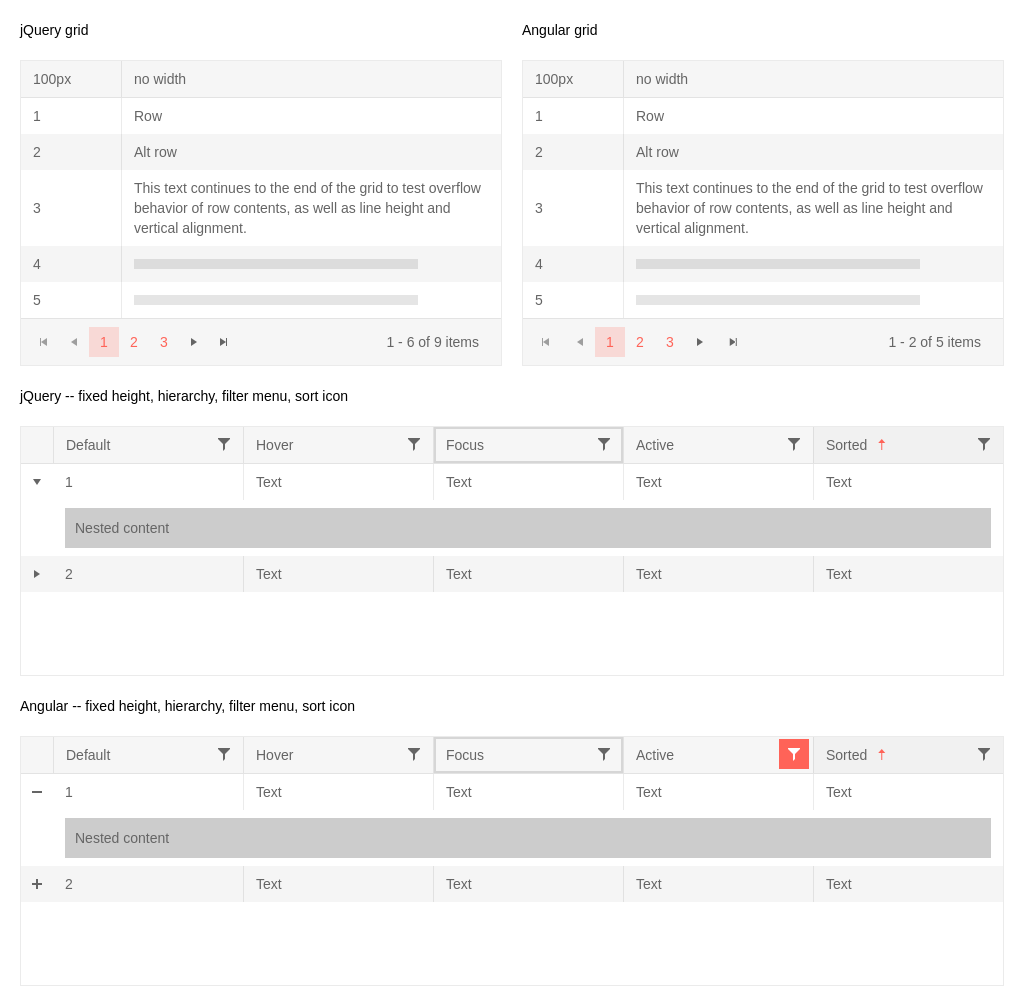 jQuery grid
Angular grid
100px no width
1 Row
2 Alt row
3 This text continues to the end of the grid to test overflow
behavior of row contents, as well as line height and
vertical alignment.
4
5
1 2 3 1 - 6 of 9 items
100px no width
1 Row
2 Alt row
3 This text continues to the end of the grid to test overflow
behavior of row contents, as well as line height and
vertical alignment.
4
5
1 2 3 1 - 2 of 5 items
jQuery -- fixed height, hierarchy, filter menu, sort icon
Default Hover Focus Active Sorted
1 Text Text Text Text
Nested content
2 Text Text Text Text
Angular -- fixed height, hierarchy, filter menu, sort icon
Default Hover Focus Active Sorted
1 Text Text Text Text
Nested content
2 Text Text Text Text